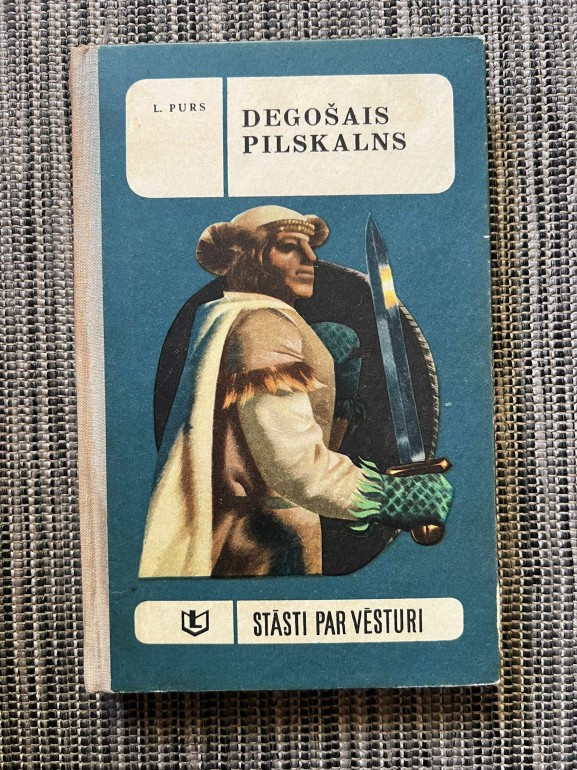 L. PURS
DEGOŠAIS
PILSKALNS
STĀSTI PAR VĒSTURI